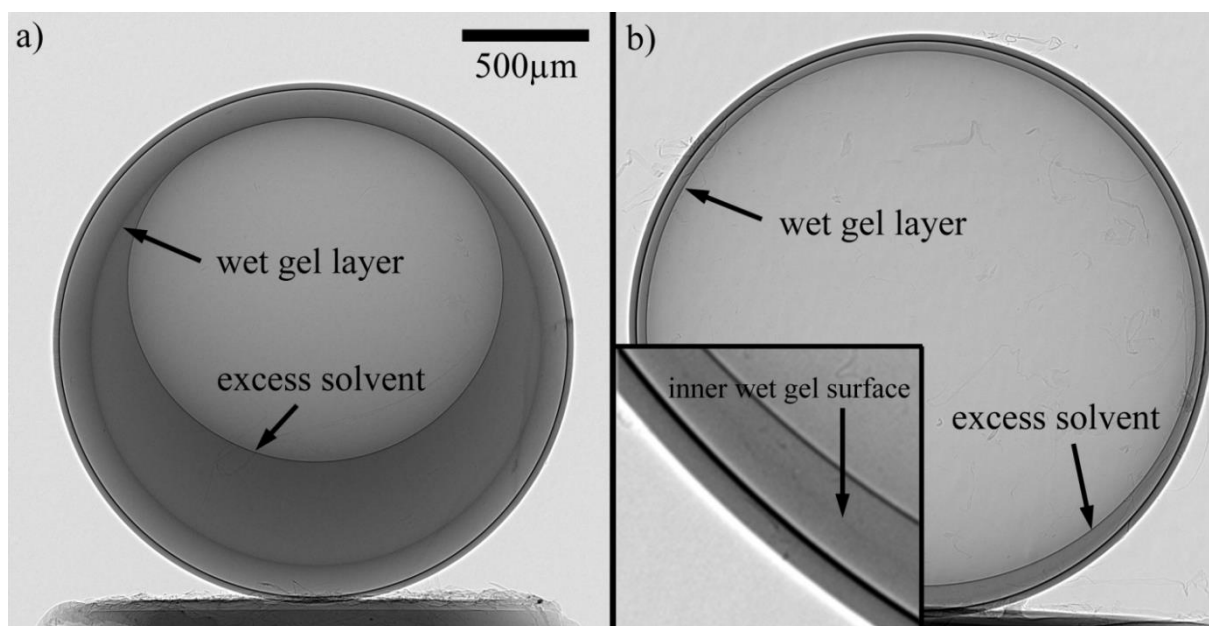 a)
500µm
wet gel layer
excess solvent
b)
wet gel layer
inner wet gel surface
excess solvent